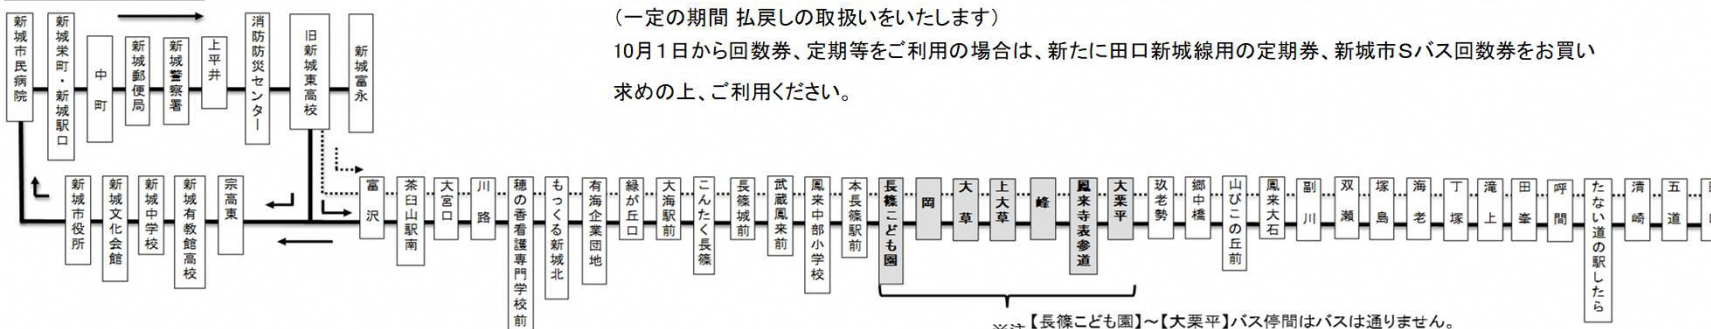 （一定の期間 払戻しの取扱いをいたします）
10月１日から回数券、定期等をご利用の場合は、新たに田口新城線用の定期券、新城市Ｓバス回数券をお買い
求めの上、ご利用ください。
新城市民病院
新城栄町・新城駅口
中町
新城郵便局
新城警察署
上平井
消防防災センター
旧新城東高校
新城富永
新城市役所
新城文化会館
新城中学校
新城有教館高校
宗高東
富沢
茶臼山駅南
大宮口
川路
穂の香看護専門学校前
もっくる新城北
有海企業団地
緑が丘口
大海駅前
こんたく長篠
長篠城前
武蔵鳳来前
鳳来中部小学校
本長篠駅前
長篠こども園
岡
大草
上大草
峰
鳳来寺表参道
大栗平
玖老勢
郷中橋
山びこの丘前
鳳来大石
副川
双瀬
塚島
海老
丁塚
滝上
田峯
呼間
たない道の駅したら
清崎
五道
※注【長篠こども園】～【大栗平】バス停間はバスは通りません。